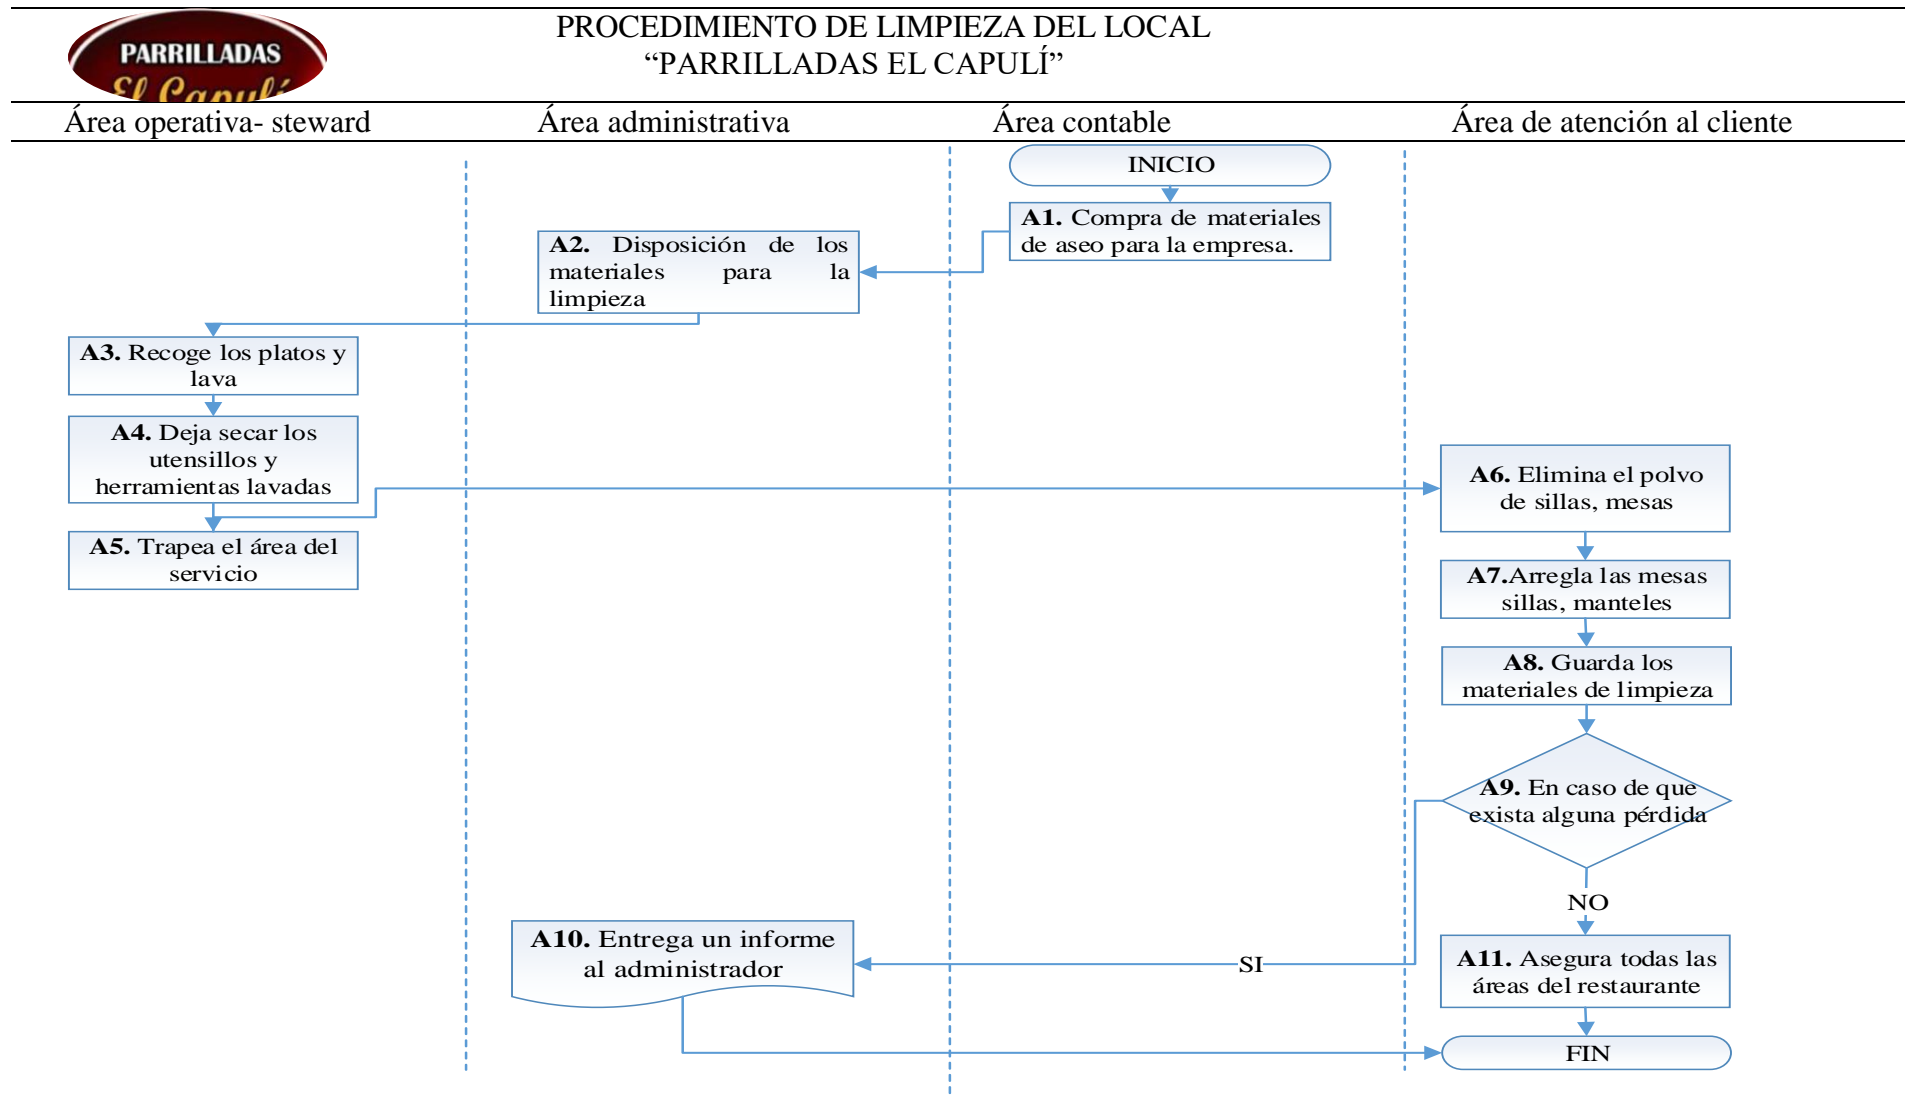 PROCEDIMIENTO DE LIMPIEZA DEL LOCAL
“PARRILLADAS EL CAPULÍ”
PARRILLADAS
El Capulí
Área operativa- steward
Área administrativa
Área contable
Área de atención al cliente
INICIO
A1. Compra de materiales
de aseo para la empresa.
A2. Disposición de los
materiales para la
limpieza
A3. Recoge los platos y
lava
A4. Deja secar los
utensillos y
herramientas lavadas
A5. Trapea el área del
servicio
A6. Elimina el polvo
de sillas, mesas
A7.Arregla las mesas
sillas, manteles
A8. Guarda los
materiales de limpieza
A9. En caso de que
exista alguna pérdida
NO
SI
A10. Entrega un informe
al administrador
A11. Asegura todas las
áreas del restaurante
FIN